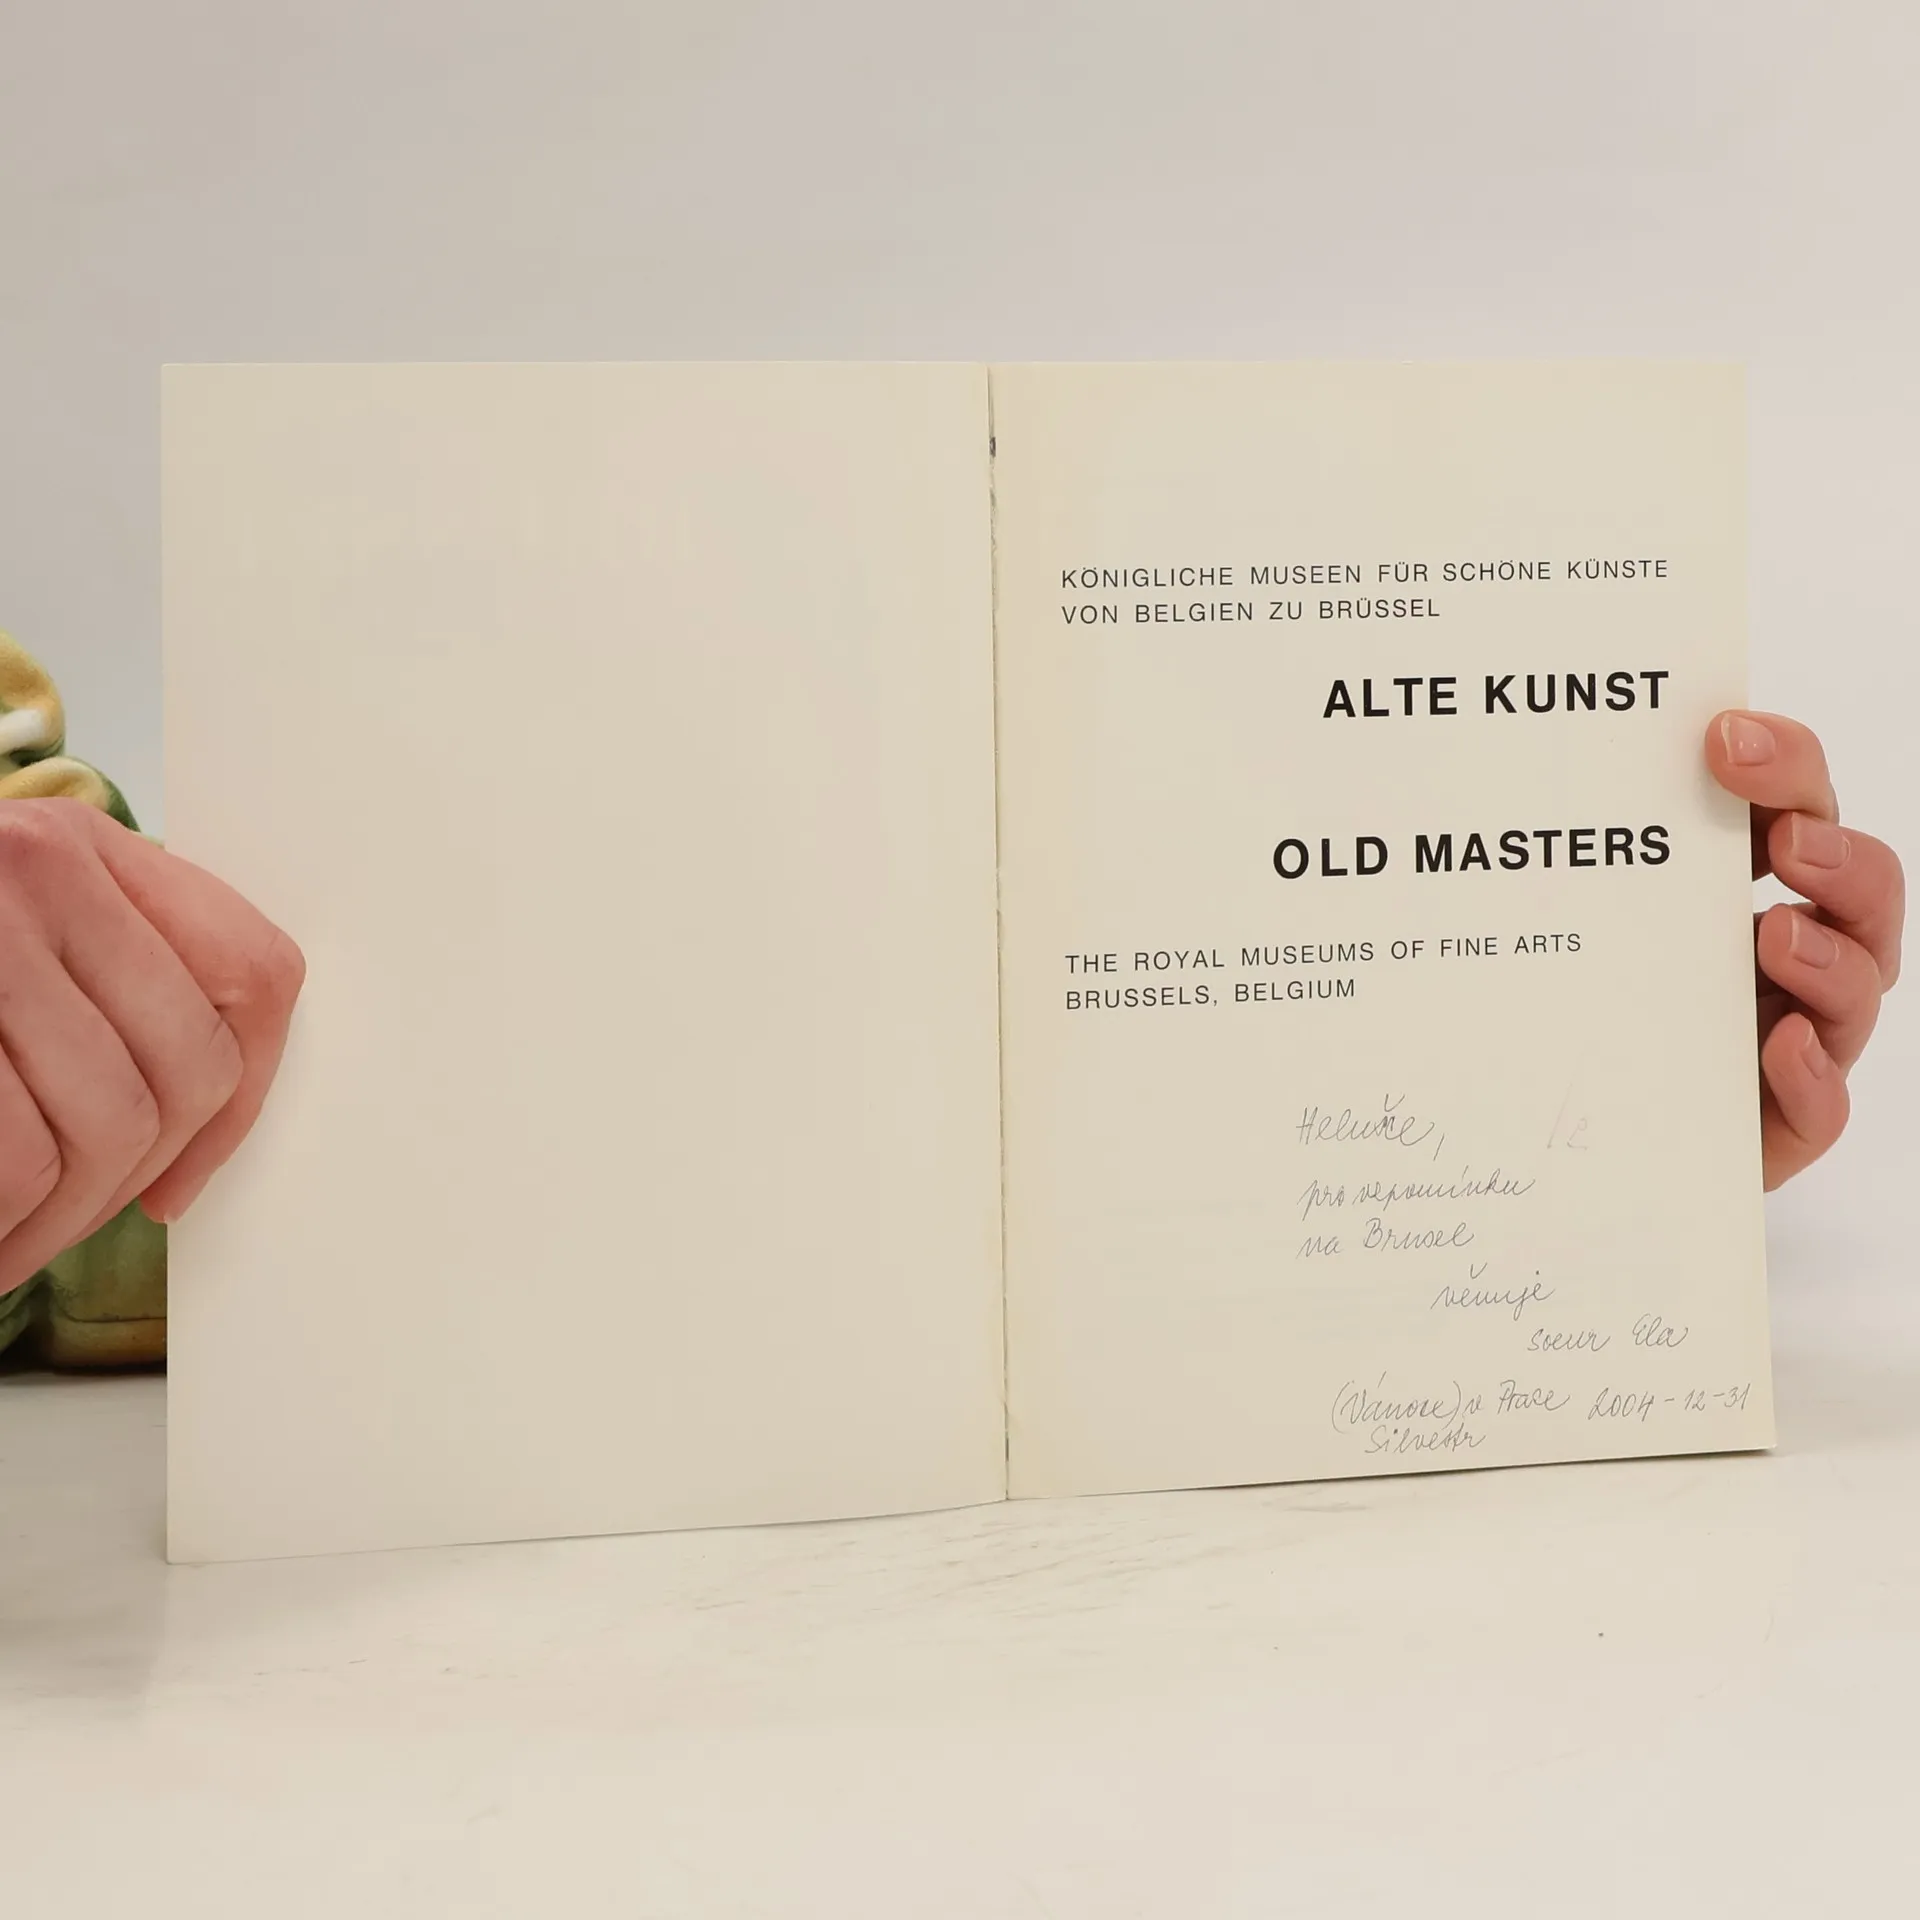 KÖNIGLICHE MUSEEN FÜR SCHÖNE KÜNSTE
VON BELGIEN ZU BRÜSSEL
ALTE KUNST
OLD MASTERS
THE ROYAL MUSEUMS OF FINE ARTS
BRUSSELS, BELGIUM
pro vzpomínku
na Brusel
věnuje
soeur Ela
(Vánoce) v Praze 2004-12-31
Silvestr